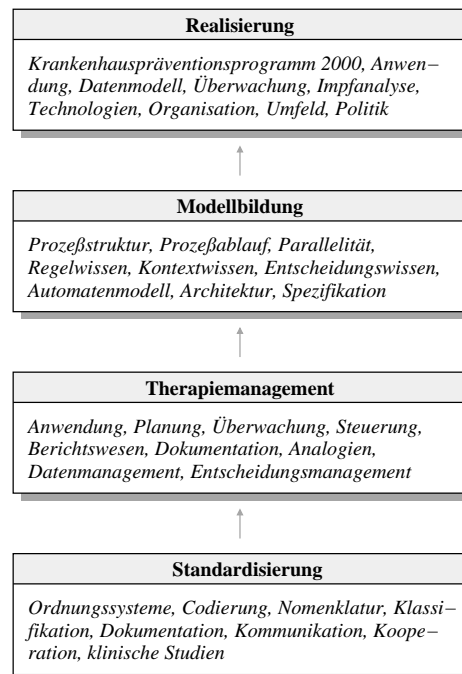 Realisierung
Krankenhauspräventionsprogramm 2000, Anwen–
dung, Datenmodell, Überwachung, Impfanalyse,
Technologien, Organisation, Umfeld, Politik
Modellbildung
Prozeßstruktur, Prozeßablauf, Parallelität,
Regelwissen, Kontextwissen, Entscheidungswissen,
Automatenmodell, Architektur, Spezifikation
Therapiemanagement
Anwendung, Planung, Überwachung, Steuerung,
Berichtswesen, Dokumentation, Analogien,
Datenmanagement, Entscheidungsmanagement
Standardisierung
Ordnungssysteme, Codierung, Nomenklatur, Klassi–
fikation, Dokumentation, Kommunikation, Koope–
ration, klinische Studien